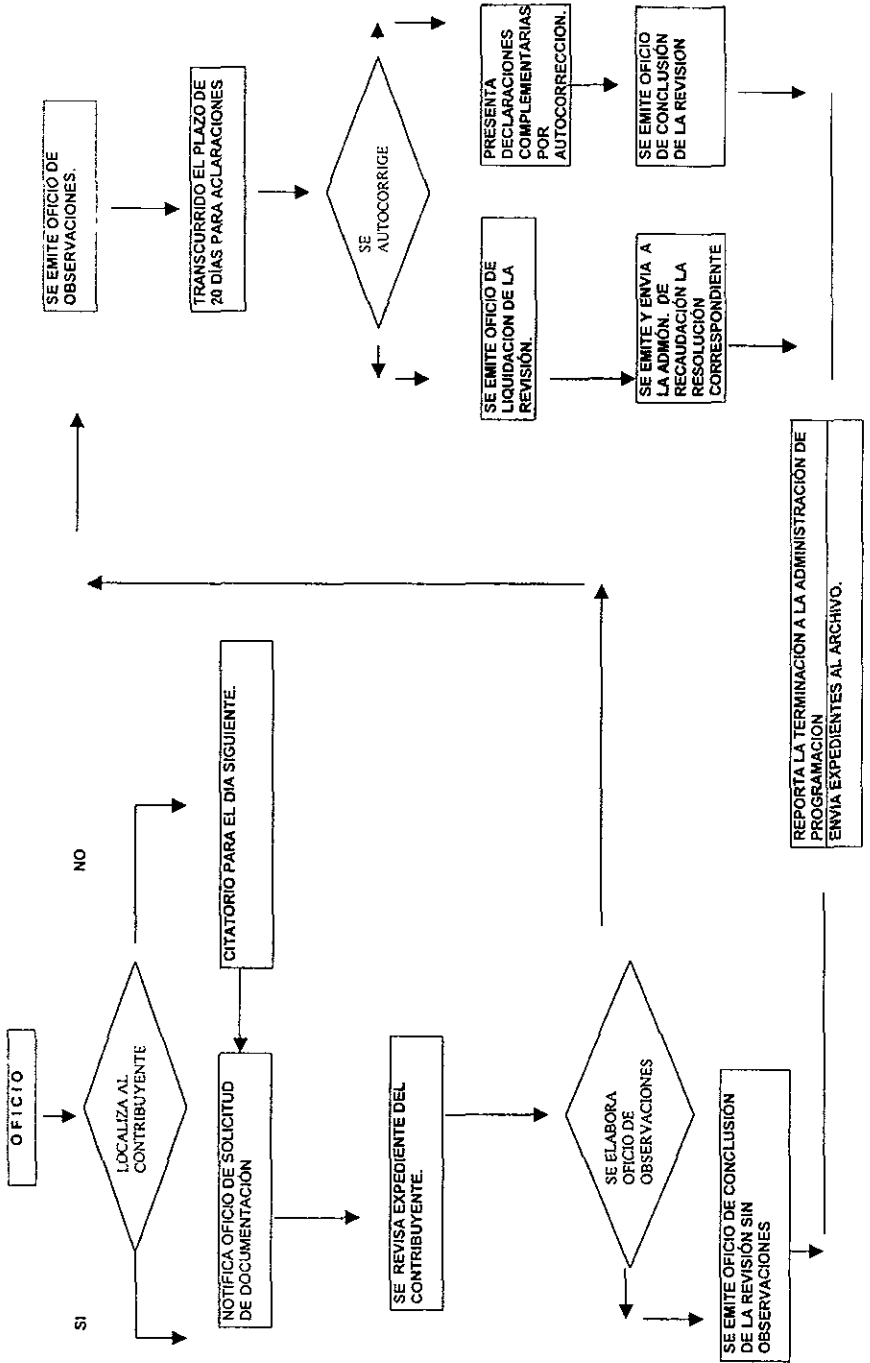 OFICIO
LOCALIZA AL
CONTRIBUYENTE
SI
NO
NOTIFICA OFICIO DE SOLICITUD
DE DOCUMENTACIÓN
CITATORIO PARA EL DIA SIGUIENTE.
SE REVISA EXPEDIENTE DEL
CONTRIBUYENTE.
SE ELABORA
OFICIO DE
OBSERVACIONES
SE EMITE OFICIO DE CONCLUSIÓN
DE LA REVISIÓN SIN
OBSERVACIONES
SE EMITE OFICIO DE
OBSERVACIONES.
TRANSCURRIDO EL PLAZO DE
20 DÍAS PARA ACLARACIONES
SE
AUTOCORRIGE
SE EMITE OFICIO DE
LIQUIDACION DE LA
REVISIÓN.
PRESENTA
DECLARACIONES
COMPLEMENTARIAS
POR
AUTOCORRECCION.
SE EMITE Y ENVIA A
LA ADMÓN. DE
RECAUDACIÓN LA
RESOLUCIÓN
CORRESPONDIENTE
SE EMITE OFICIO
DE CONCLUSIÓN
DE LA REVISION
REPORTA LA TERMINACIÓN A LA ADMINISTRACIÓN DE
PROGRAMACION
ENVIA EXPEDIENTES AL ARCHIVO.